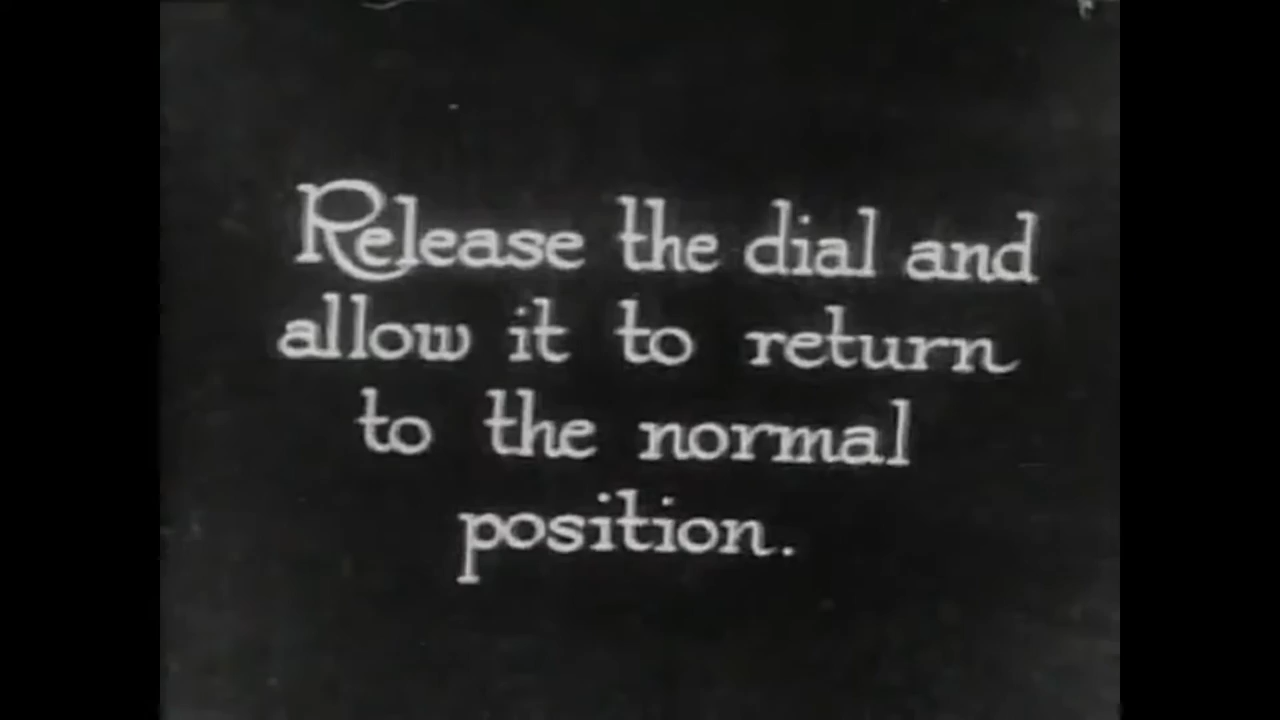 Release the dial and
allow it to return
to the normal
position.